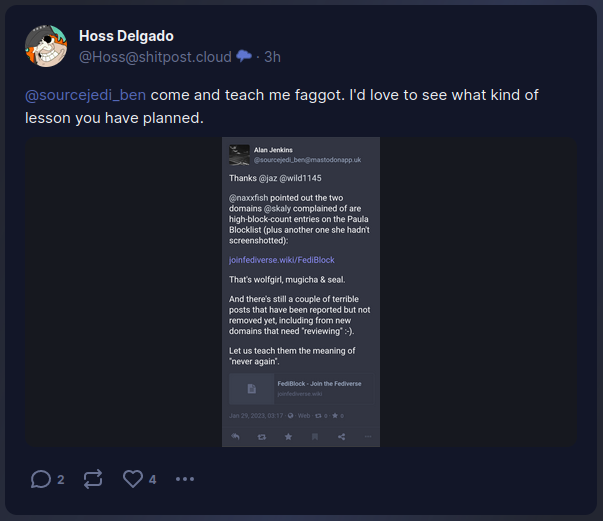 Hoss Delgado
@Hoss@shitpost.cloud · 3h
@sourcejedi_ben come and teach me faggot. I'd love to see what kind of
lesson you have planned.
Alan Jenkins
@sourcejedi_ben@mastodonapp.uk
Thanks @jaz @wild1145
@naxxfish pointed out the two
domains @skaly complained of are
high-block-count entries on the Paula
Blocklist (plus another one she hadn't
screenshotted):
joinfediverse.wiki/FediBlock
That's wolfgirl, mugicha & seal.
And there's still a couple of terrible
posts that have been reported but not
removed yet, including from new
domains that need "reviewing" :-).
Let us teach them the meaning of
"never again".
FediBlock - Join the Fediverse
joinfediverse.wiki
Jan 29, 2023, 03:17 · Web · 6 · 6
2 4